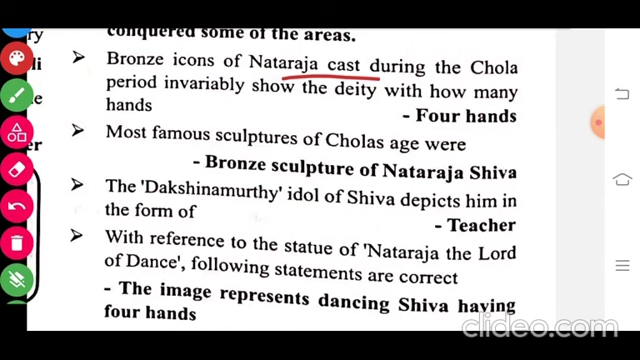 conquered some of the areas.
ry
➤ Bronze icons of Nataraja cast during the Chola
li
period invariably show the deity with how many
hands - Four hands
➤ Most famous sculptures of Cholas age were
er
- Bronze sculpture of Nataraja Shiva
➤ The 'Dakshinamurthy' idol of Shiva depicts him in
the form of - Teacher
➤ With reference to the statue of 'Nataraja the Lord
of Dance', following statements are correct
- The image represents dancing Shiva having
four hands
clideo.com